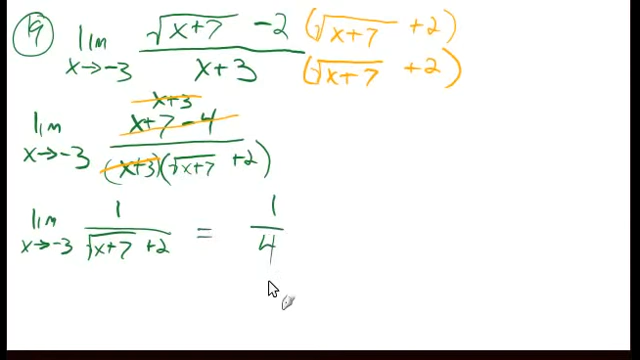 19 lim x→-3 (√(x+7) -2)/(x+3) (√(x+7) +2)/(√(x+7) +2)
x+3
lim x→-3 (x+7-4)/((x+3)(√(x+7) +2))
lim x→-3 1/(√(x+7) +2) = 1/4